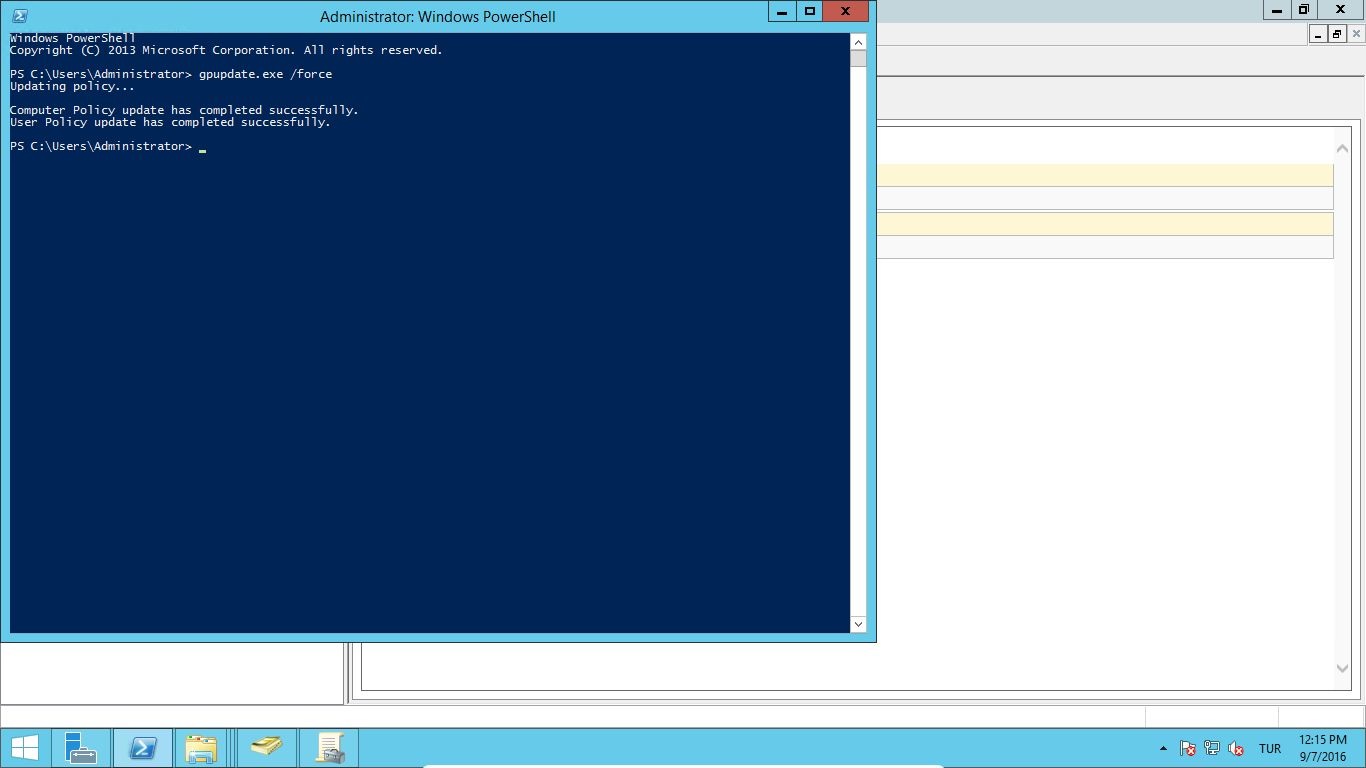 Administrator: Windows PowerShell
Windows PowerShell
Copyright (C) 2013 Microsoft Corporation. All rights reserved.
PS C:\Users\Administrator> gpupdate.exe /force
Updating policy...
Computer Policy update has completed successfully.
User Policy update has completed successfully.
PS C:\Users\Administrator>
TUR
12:15 PM
9/7/2016